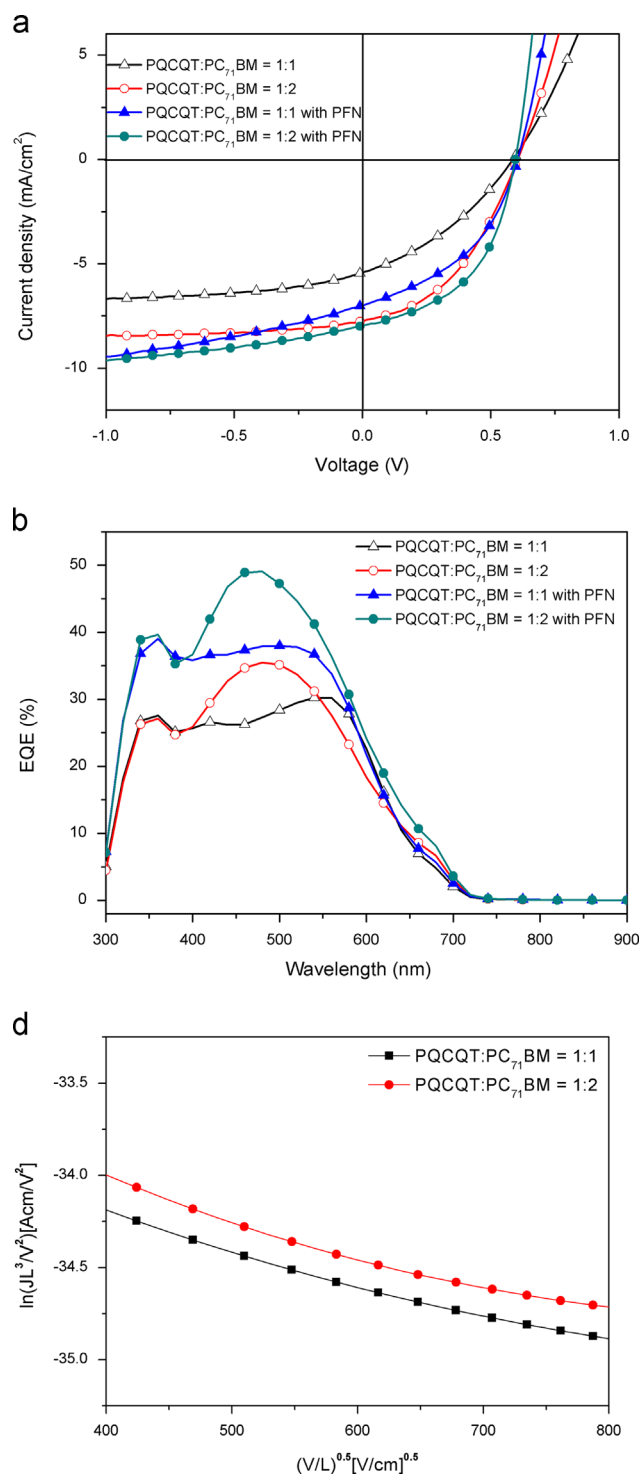 a
PQCQT:PC₇₁BM = 1:1
PQCQT:PC₇₁BM = 1:2
PQCQT:PC₇₁BM = 1:1 with PFN
PQCQT:PC₇₁BM = 1:2 with PFN
5
0
-5
-10
Current density (mA/cm²)
-1.0 -0.5 0.0 0.5 1.0
Voltage (V)
b
PQCQT:PC₇₁BM = 1:1
PQCQT:PC₇₁BM = 1:2
PQCQT:PC₇₁BM = 1:1 with PFN
PQCQT:PC₇₁BM = 1:2 with PFN
50
40
30
20
10
0
EQE (%)
300 400 500 600 700 800 900
Wavelength (nm)
d
PQCQT:PC₇₁BM = 1:1
PQCQT:PC₇₁BM = 1:2
-33.5
-34.0
-34.5
-35.0
ln(JL³/V²)[Acm/V²]
400 500 600 700 800
(V/L)⁰·⁵[V/cm]⁰·⁵